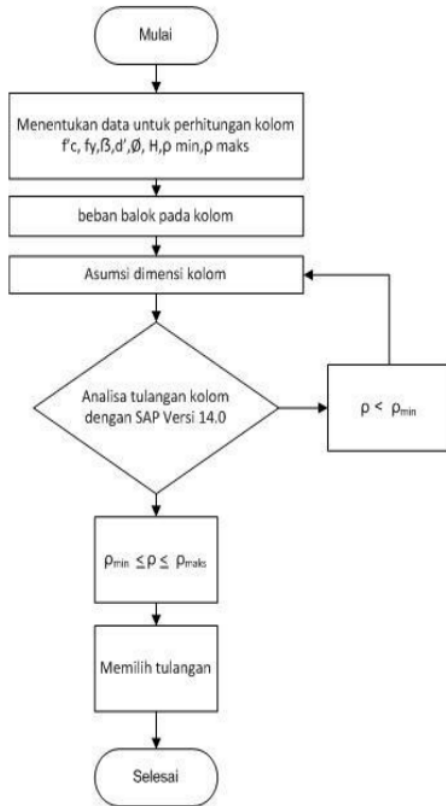 Mulai
Menentukan data untuk perhitungan kolom
f'c, fy,β,d',Ø, H,ρ min,ρ maks
beban balok pada kolom
Asumsi dimensi kolom
Analisa tulangan kolom
dengan SAP Versi 14.0
ρ < ρmin
ρmin ≤ρ ≤ ρmaks
Memilih tulangan
Selesai